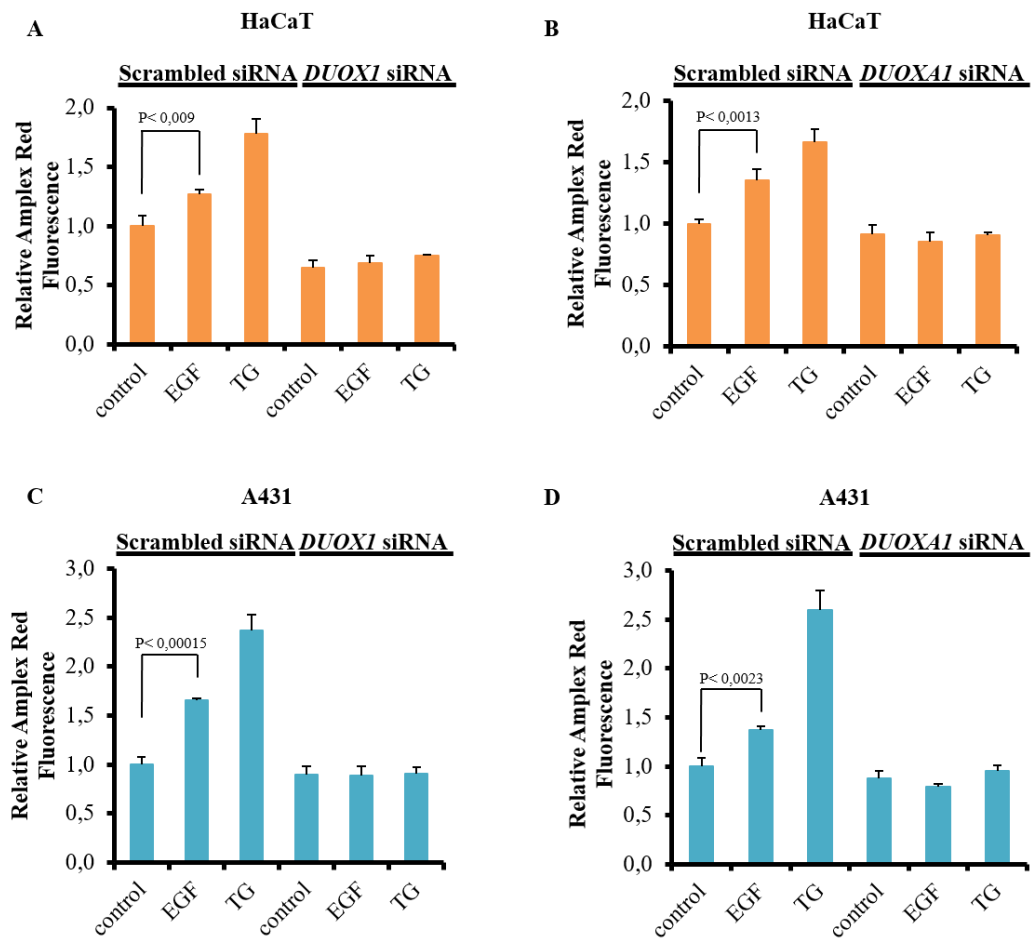 A
HaCaT
Scrambled siRNA DUOX1 siRNA
P< 0,009
Relative Amplex Red
Fluorescence
2,0
1,5
1,0
0,5
0,0
control
EGF
TG
control
EGF
TG
B
HaCaT
Scrambled siRNA DUOXA1 siRNA
P< 0,0013
Relative Amplex Red
Fluorescence
2,0
1,5
1,0
0,5
0,0
control
EGF
TG
control
EGF
TG
C
A431
Scrambled siRNA DUOX1 siRNA
P< 0,00015
Relative Amplex Red
Fluorescence
3,0
2,5
2,0
1,5
1,0
0,5
0,0
control
EGF
TG
control
EGF
TG
D
A431
Scrambled siRNA DUOXA1 siRNA
P< 0,0023
Relative Amplex Red
Fluorescence
3,0
2,5
2,0
1,5
1,0
0,5
0,0
control
EGF
TG
control
EGF
TG